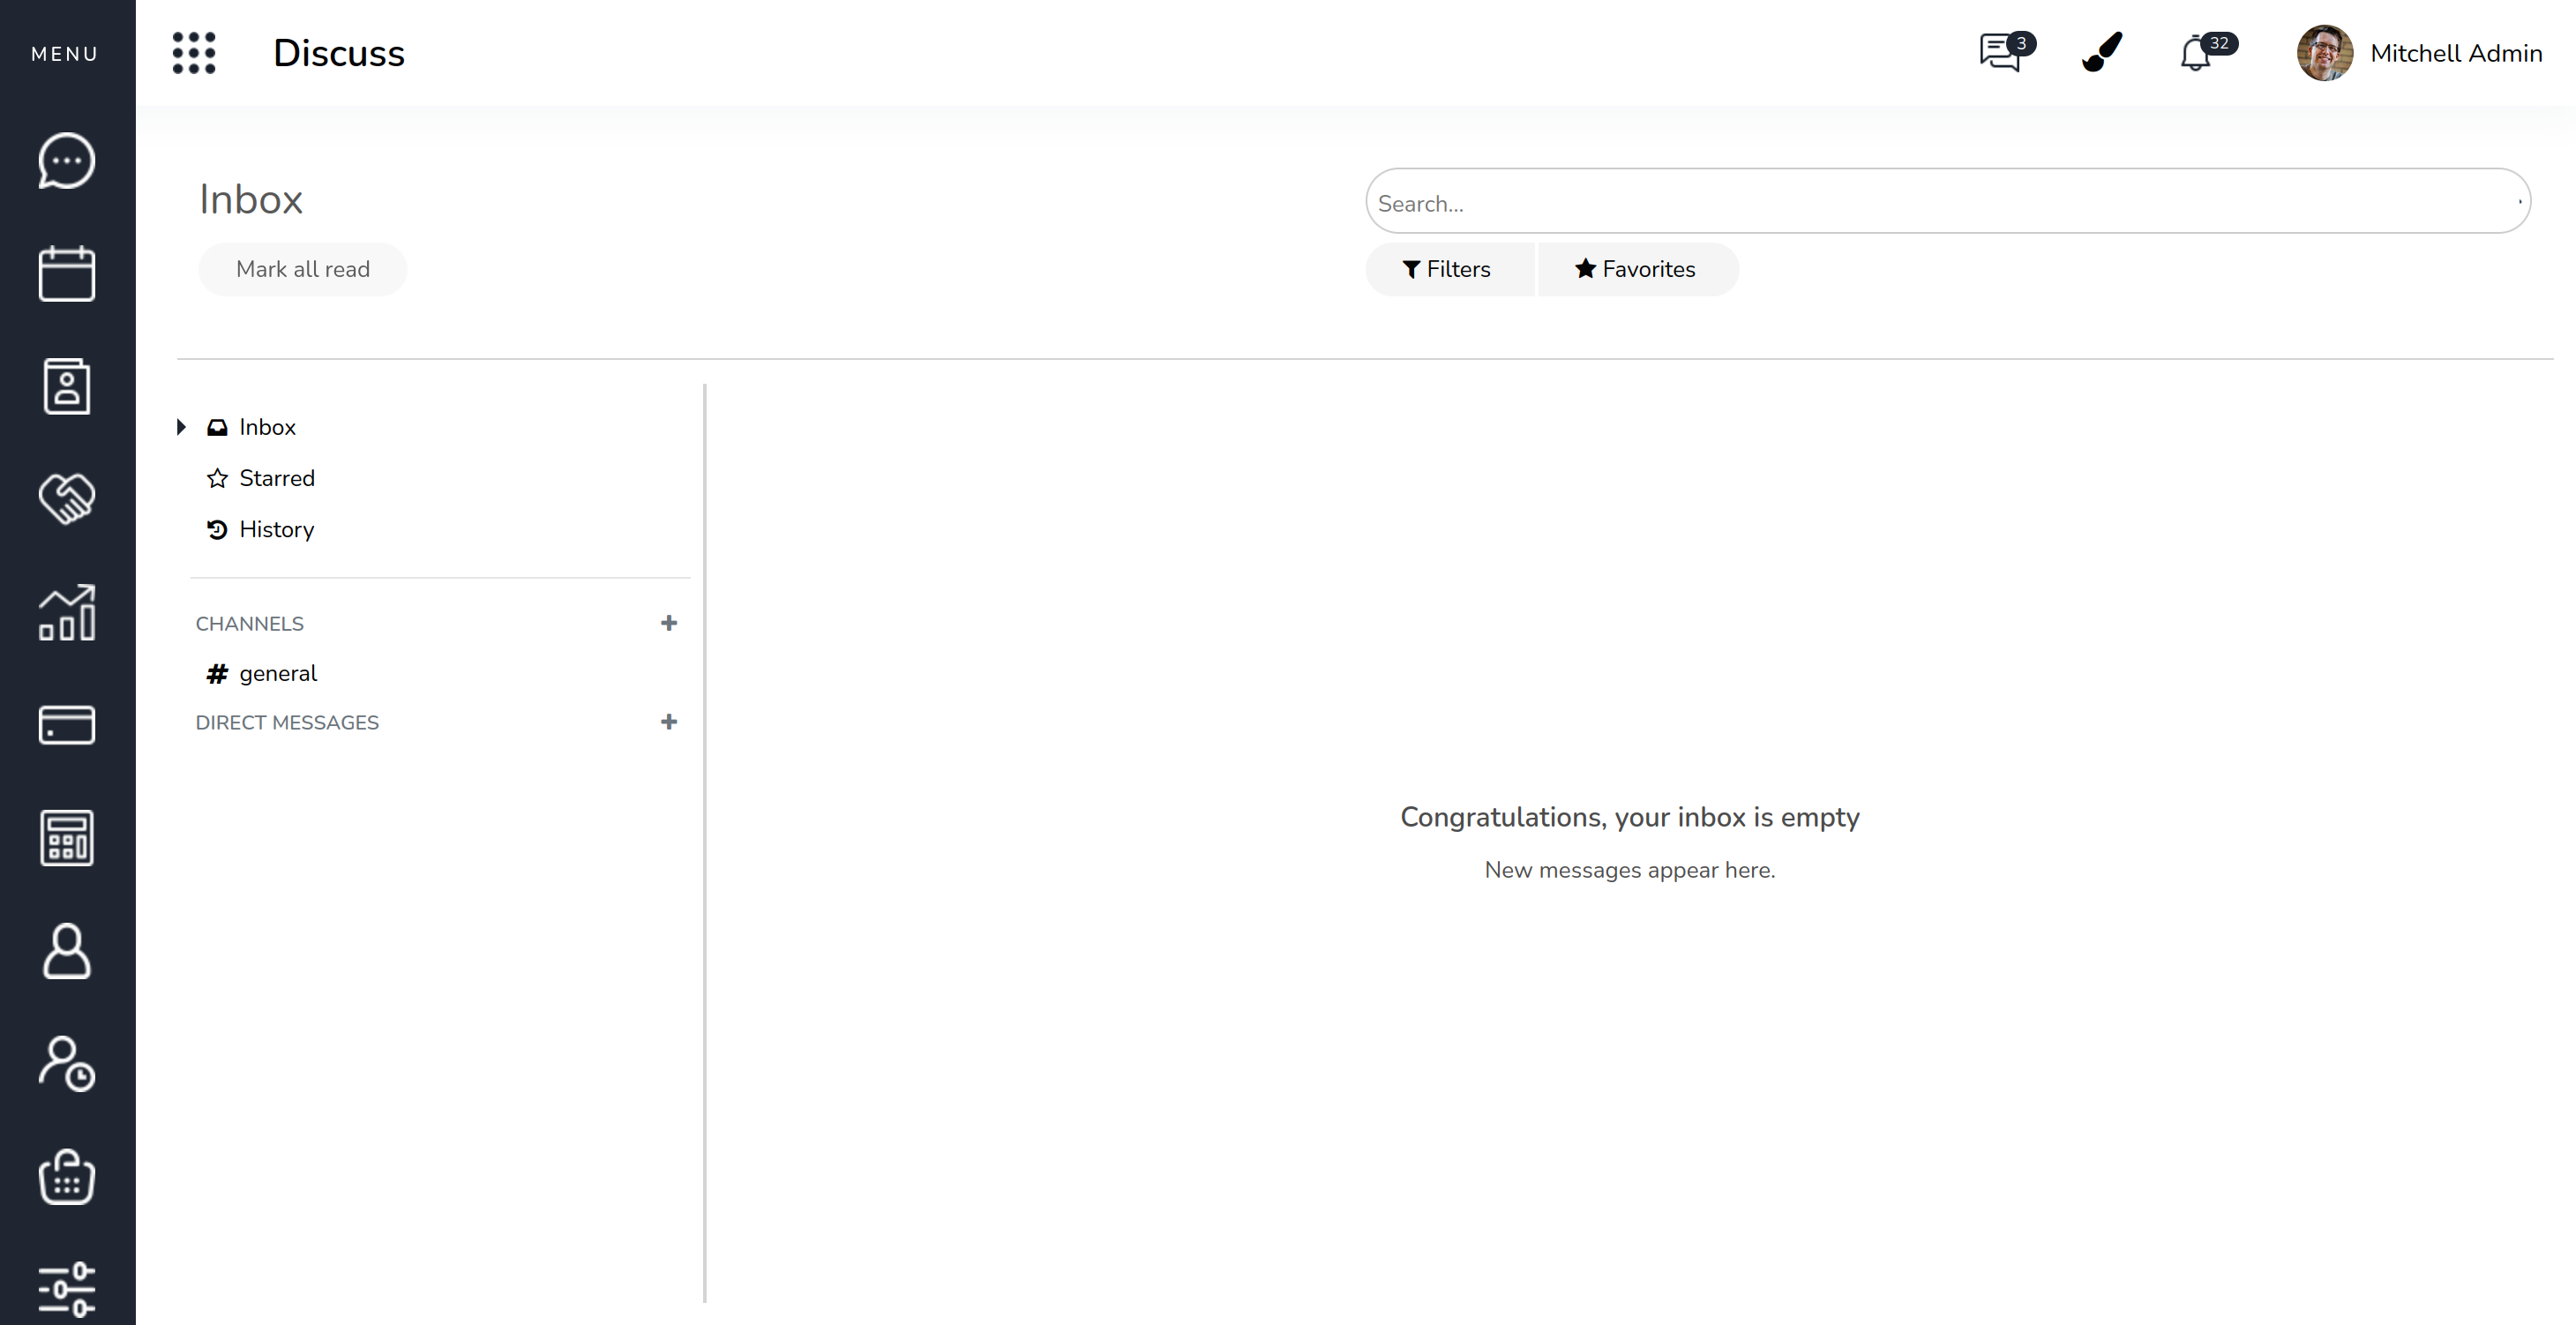 MENU
Discuss
3
32
Mitchell Admin
Inbox
Search...
Mark all read
Filters
Favorites
Inbox
Starred
History
CHANNELS
general
DIRECT MESSAGES
Congratulations, your inbox is empty
New messages appear here.